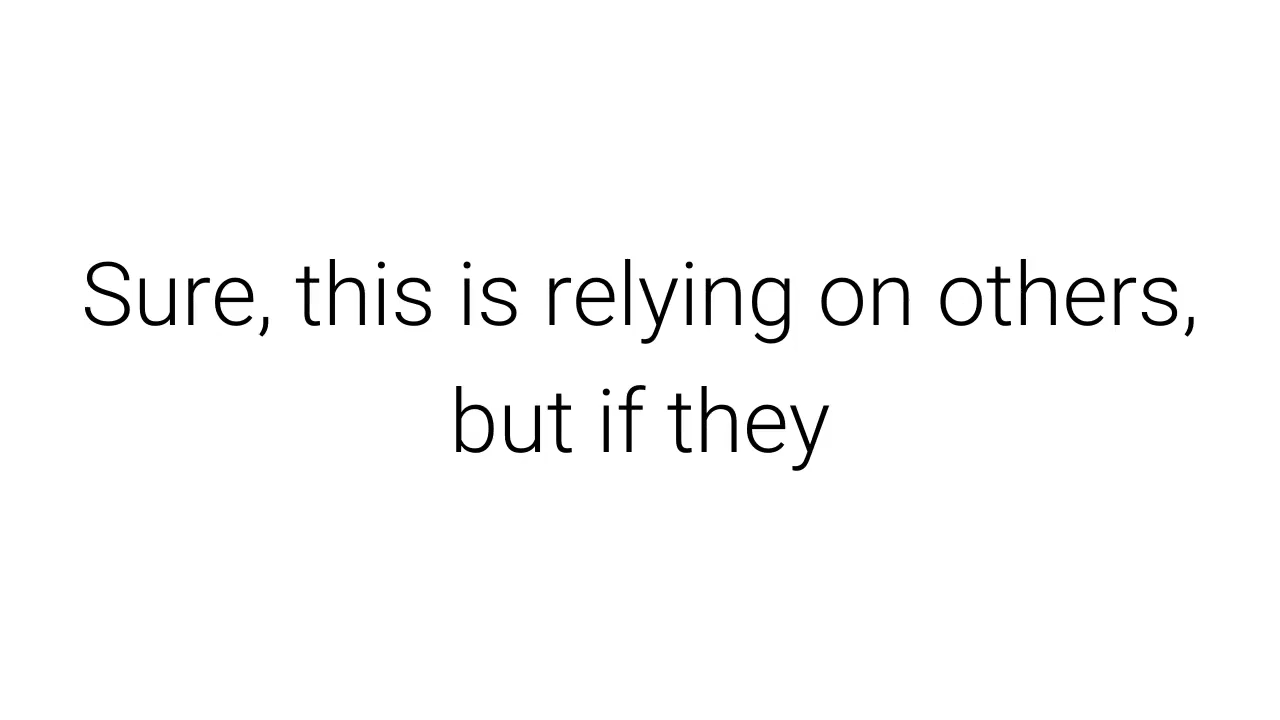 Sure, this is relying on others,
but if they